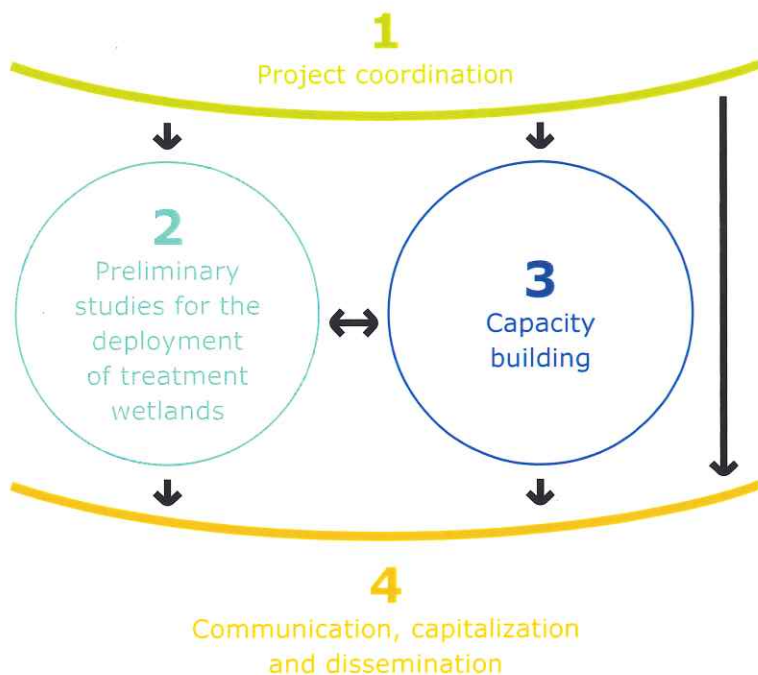 1
Project coordination
2
Preliminary
studies for the
deployment
of treatment
wetlands
3
Capacity
building
4
Communication, capitalization
and dissemination